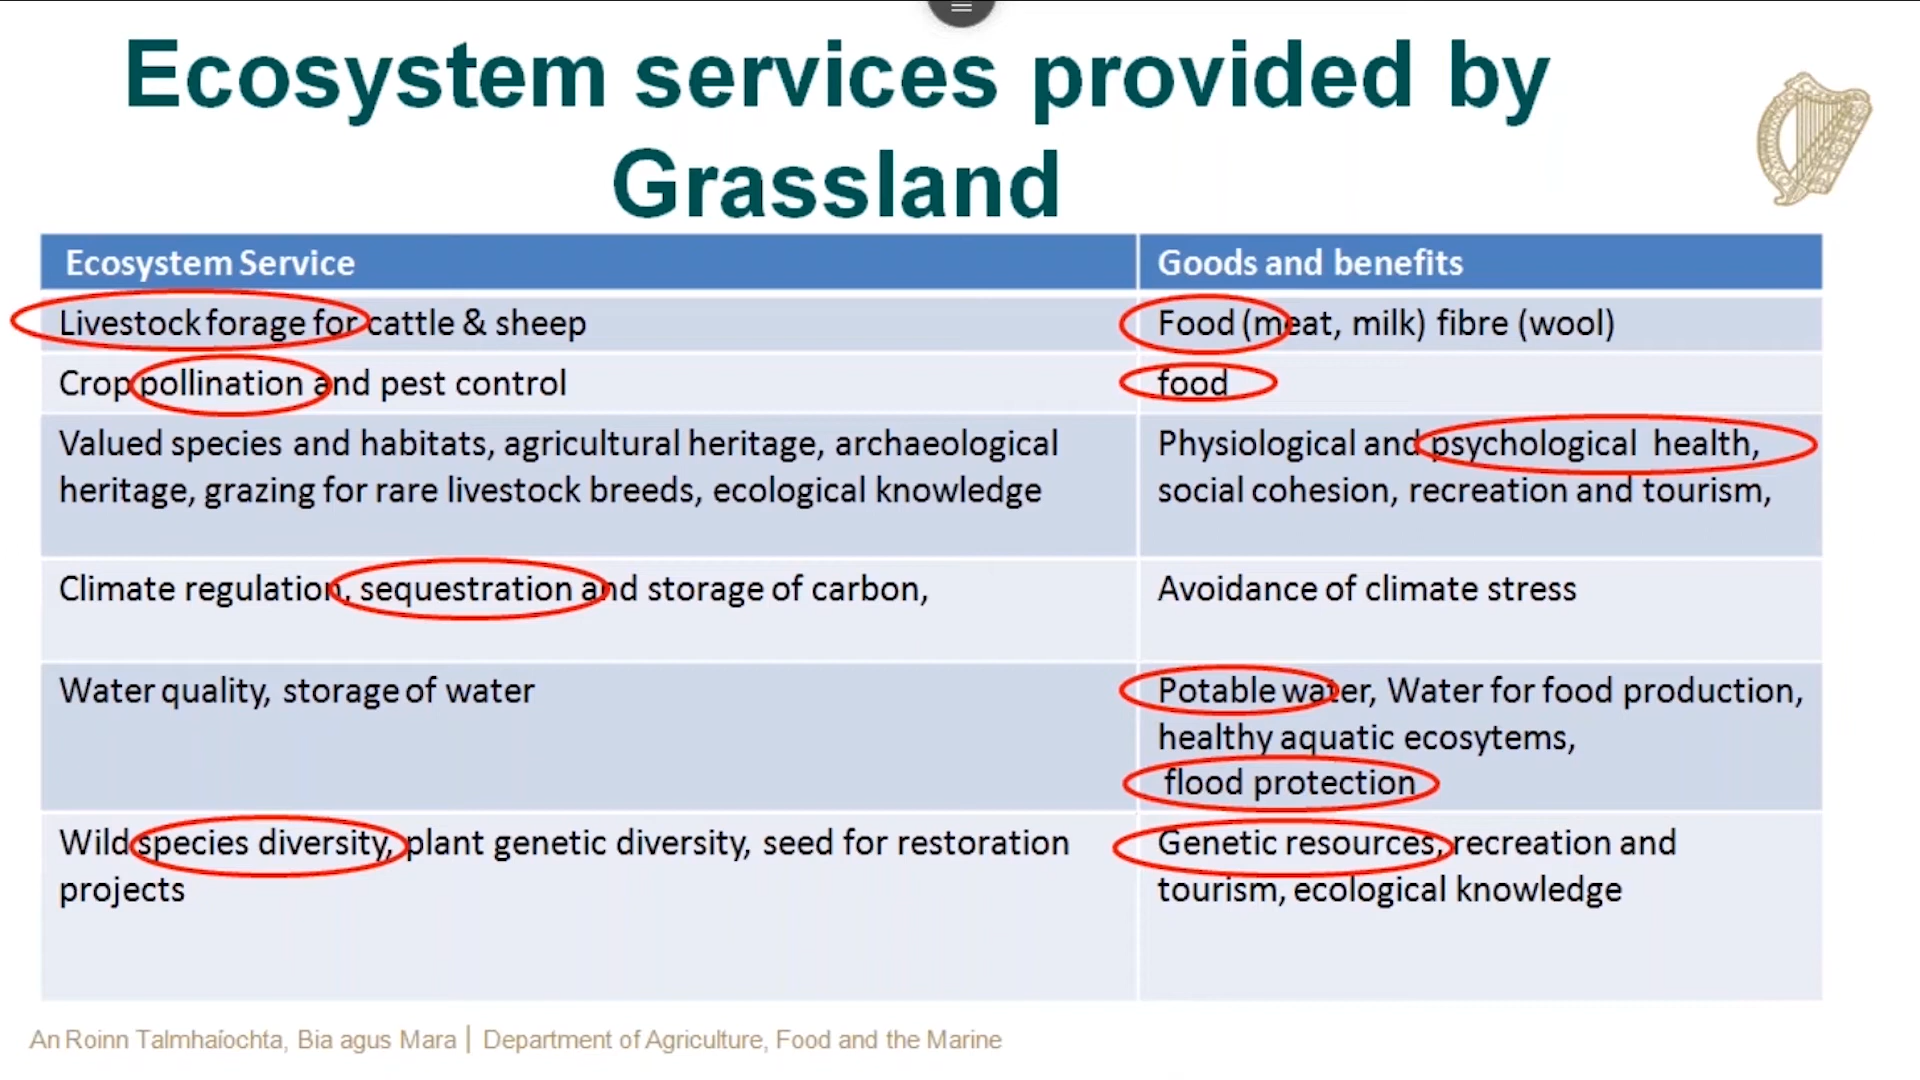 Ecosystem services provided by
Grassland
Ecosystem Service
Goods and benefits
Livestock forage for cattle & sheep
Food (meat, milk) fibre (wool)
Crop pollination and pest control
food
Valued species and habitats, agricultural heritage, archaeological
heritage, grazing for rare livestock breeds, ecological knowledge
Physiological and psychological health,
social cohesion, recreation and tourism,
Climate regulation, sequestration and storage of carbon,
Avoidance of climate stress
Water quality, storage of water
Potable water, Water for food production,
healthy aquatic ecosytems,
flood protection
Wild species diversity, plant genetic diversity, seed for restoration
projects
Genetic resources, recreation and
tourism, ecological knowledge
An Roinn Talmhaíochta, Bia agus Mara | Department of Agriculture, Food and the Marine